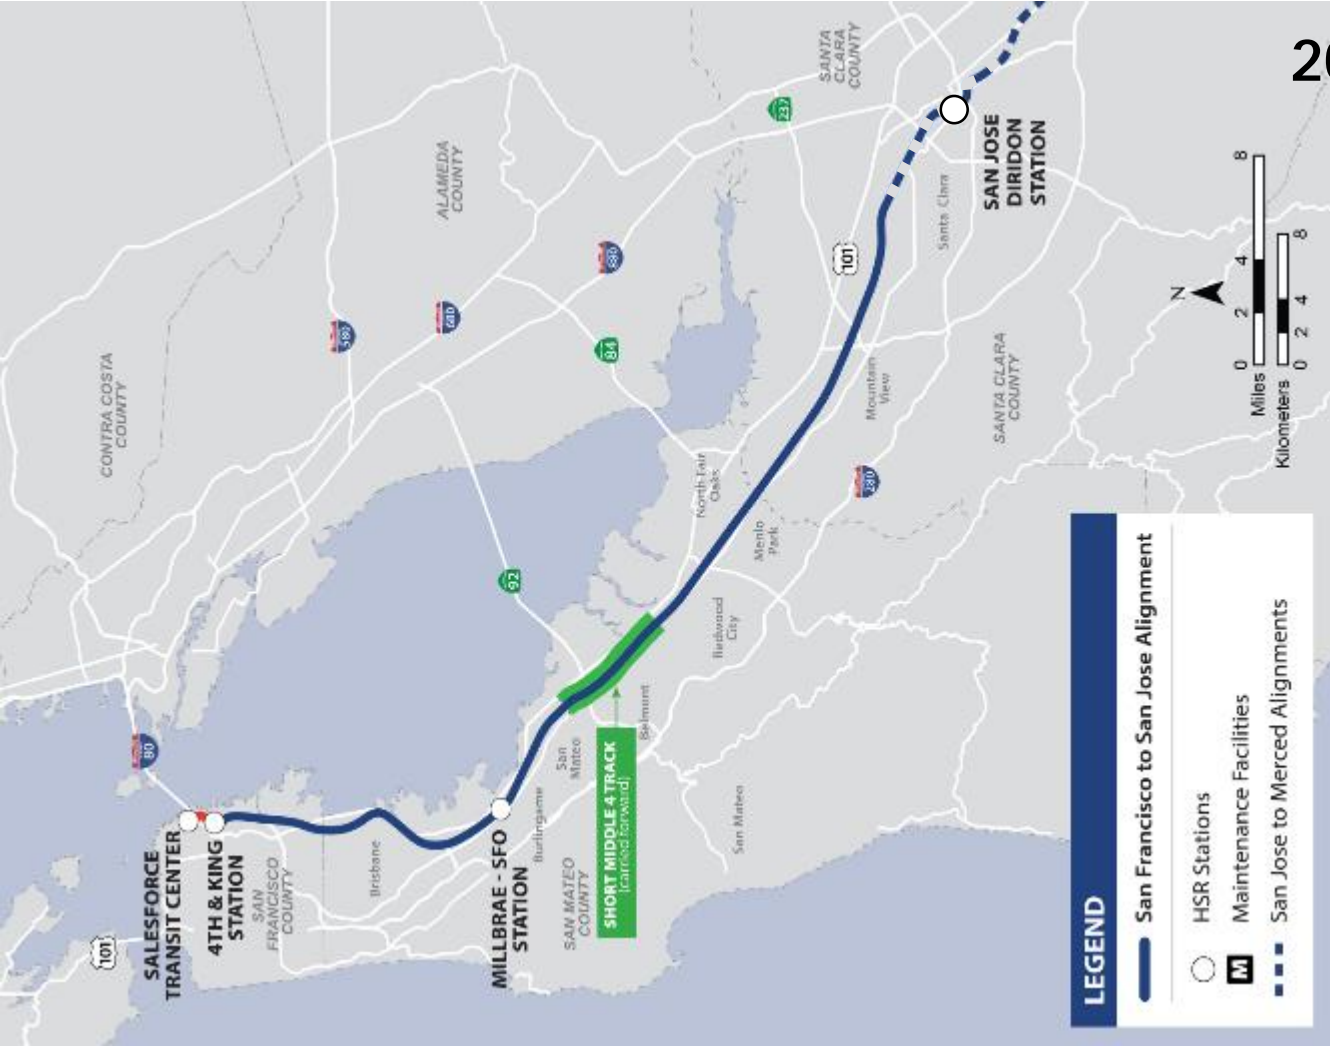 20
CONTRA COSTA
COUNTY
ALAMEDA
COUNTY
SANTA
CLARA
COUNTY
580
680
880
84
237
92
80
101
SALESFORCE
TRANSIT CENTER
4TH & KING
STATION
SAN
FRANCISCO
COUNTY
Brisbane
MILLBRAE - SFO
STATION
Burlingame
SAN MATEO
COUNTY
San
Mateo
SHORT MIDDLE 4 TRACK
(carried forward)
Belmont
San Mateo
Redwood
City
North Fair
Oaks
Menlo
Park
280
Mountain
View
101
Santa Clara
SANTA CLARA
COUNTY
SAN JOSE
DIRIDON
STATION
N
0 2 4 8
Miles
Kilometers
0 2 4 8
LEGEND
San Francisco to San Jose Alignment
HSR Stations
M Maintenance Facilities
San Jose to Merced Alignments